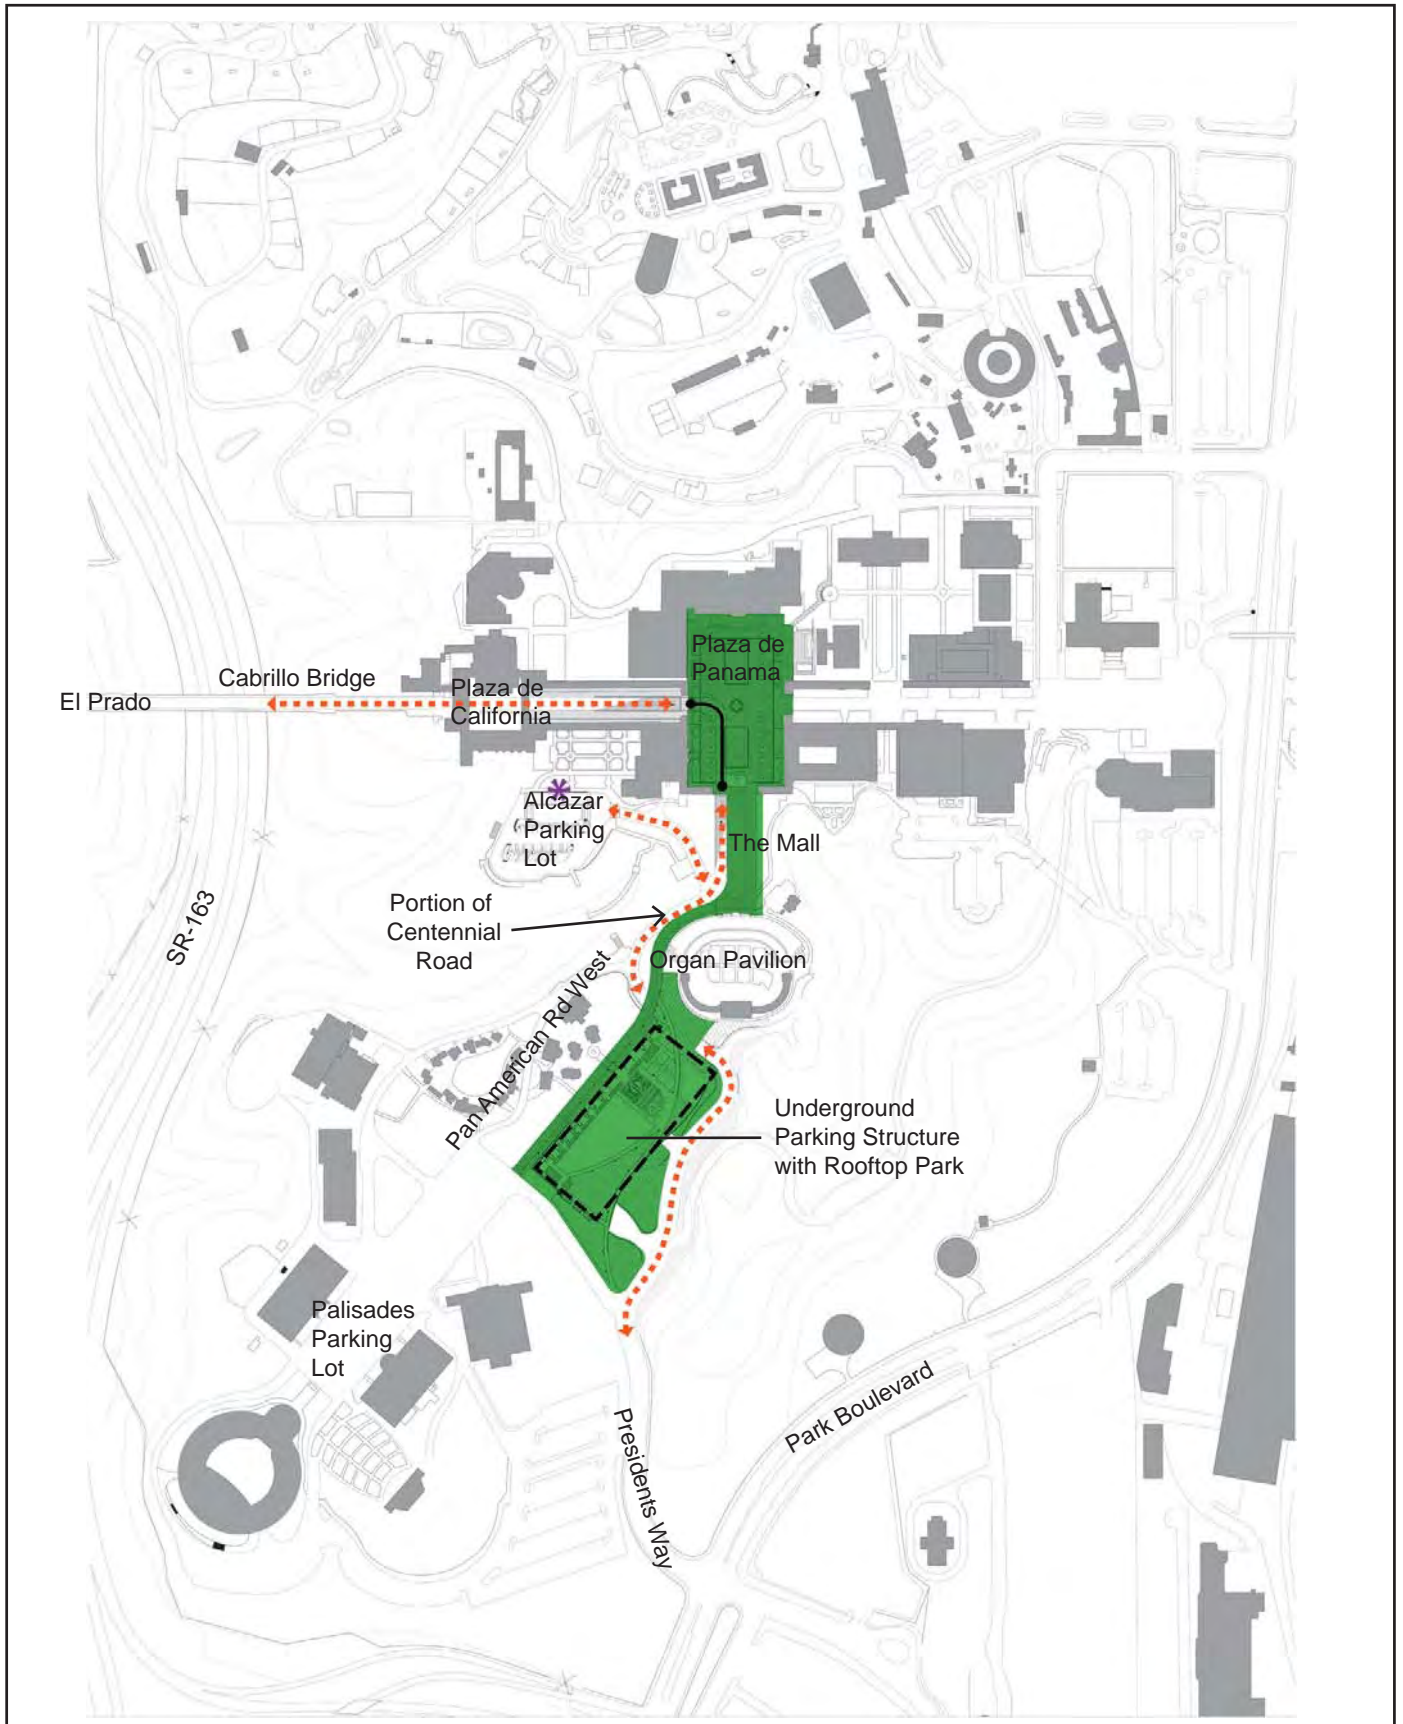 Plaza de
Panama
Cabrillo Bridge
El Prado
Plaza de
California
Alcazar
Parking
Lot
The Mall
Portion of
Centennial
Road
SR-163
Organ Pavilion
Pan American Rd West
Underground
Parking Structure
with Rooftop Park
Palisades
Parking
Lot
Park Boulevard
Presidents Way